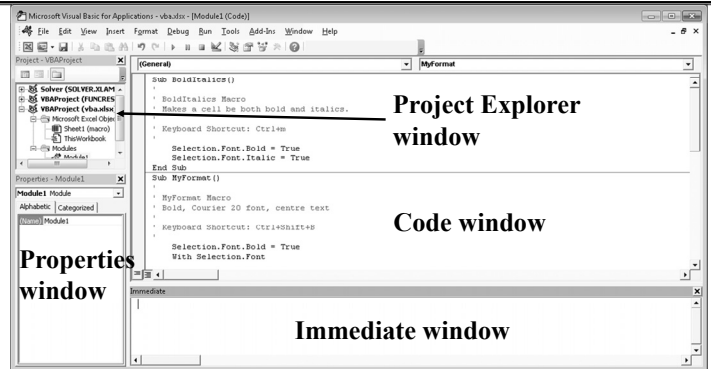 Microsoft Visual Basic for Applications - vba.xlsx - [Module1 (Code)]
File Edit View Insert Format Debug Run Tools Add-Ins Window Help
Project - VBAProject
(General)
MyFormat
Solver (SOLVER.XLAM
VBAProject (FUNCRES
VBAProject (vba.xlsx
Microsoft Excel Objec
Sheet1 (macro)
ThisWorkbook
Modules
Module1
Properties - Module1
Module1 Module
Alphabetic Categorized
(Name) Module1
Sub BoldItalics()
'
' BoldItalics Macro
' Makes a cell be both bold and italics.
'
' Keyboard Shortcut: Ctrl+m
'
Selection.Font.Bold = True
Selection.Font.Italic = True
End Sub
Sub MyFormat()
'
' MyFormat Macro
' Bold, Courier 20 font, centre text
'
' Keyboard Shortcut: Ctrl+Shift+B
'
Selection.Font.Bold = True
With Selection.Font
Project Explorer
window
Code window
Properties
window
Immediate
Immediate window